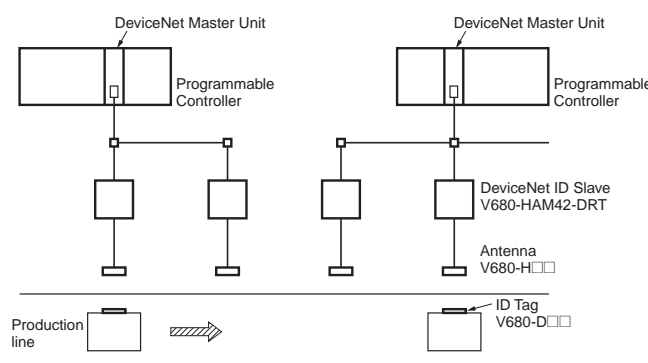 DeviceNet Master Unit
DeviceNet Master Unit
Programmable
Controller
Programmable
Controller
DeviceNet ID Slave
V680-HAM42-DRT
Antenna
V680-H□□
ID Tag
V680-D□□
Production
line